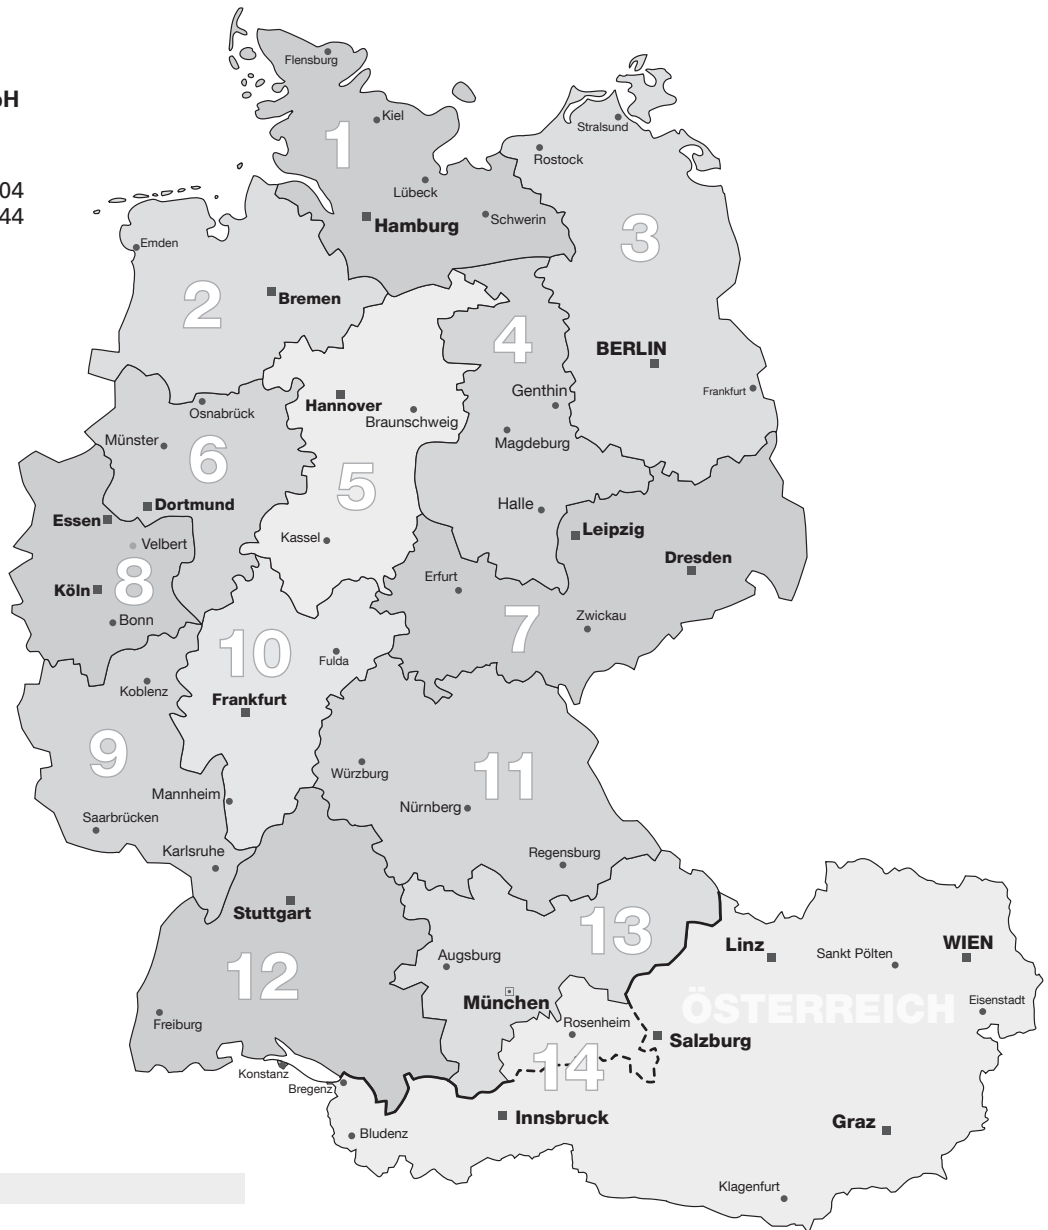 bH
04
44
Flensburg
Kiel
1
Stralsund
Rostock
Lübeck
Hamburg
Schwerin
3
Emden
2
Bremen
4
BERLIN
Genthin
Frankfurt
Hannover
Braunschweig
Osnabrück
Münster
6
Magdeburg
5
Dortmund
Essen
Halle
Leipzig
Kassel
Velbert
Dresden
8
Köln
Erfurt
Bonn
7
Zwickau
10
Fulda
Koblenz
Frankfurt
9
11
Würzburg
Mannheim
Nürnberg
Saarbrücken
Karlsruhe
Regensburg
Stuttgart
13
Linz
WIEN
Sankt Pölten
Augsburg
12
München
ÖSTERREICH
Eisenstadt
Freiburg
Rosenheim
Salzburg
14
Konstanz
Bregenz
Innsbruck
Graz
Bludenz
Klagenfurt